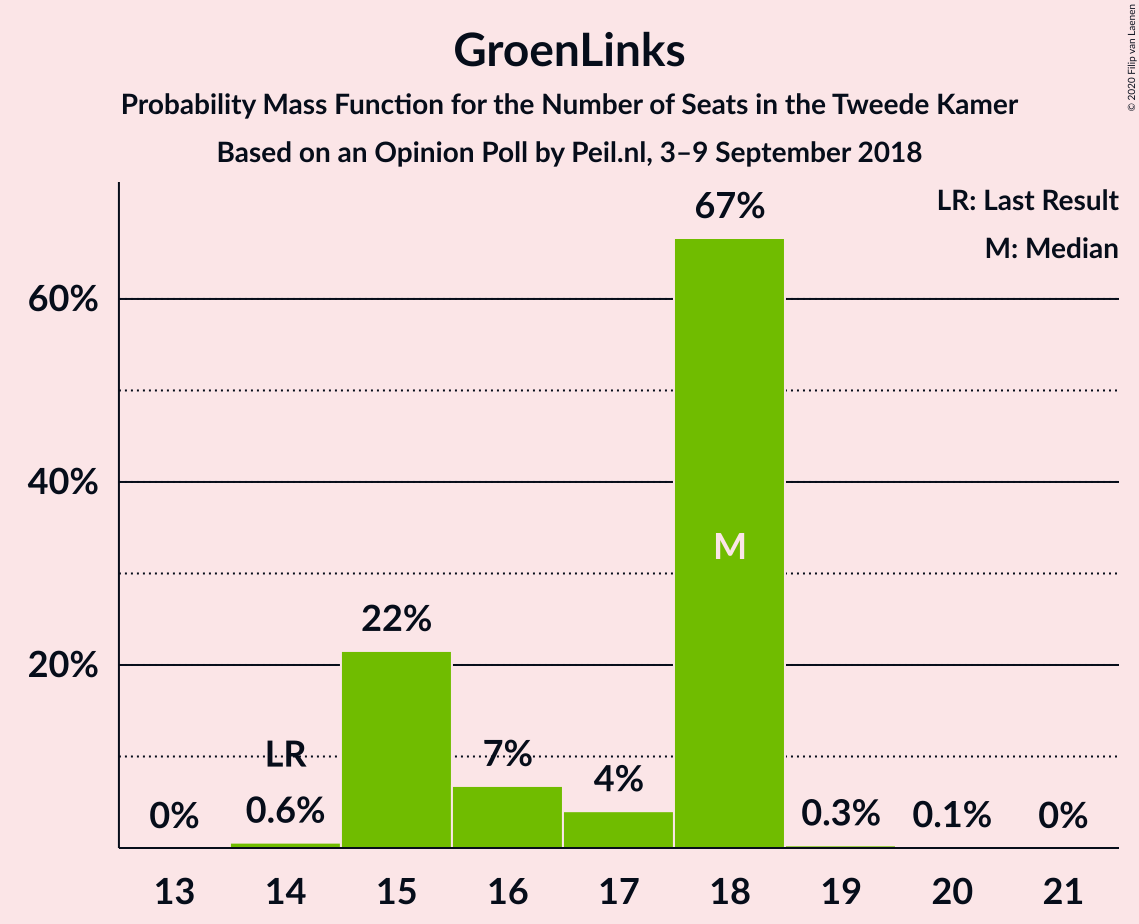 GroenLinks
Probability Mass Function for the Number of Seats in the Tweede Kamer
Based on an Opinion Poll by Peil.nl, 3–9 September 2018
© 2020 Filip van Laenen
LR: Last Result
M: Median
60%
40%
20%
0%
LR
0.6%
22%
7%
4%
67%
M
0.3%
0.1%
0%
13 14 15 16 17 18 19 20 21